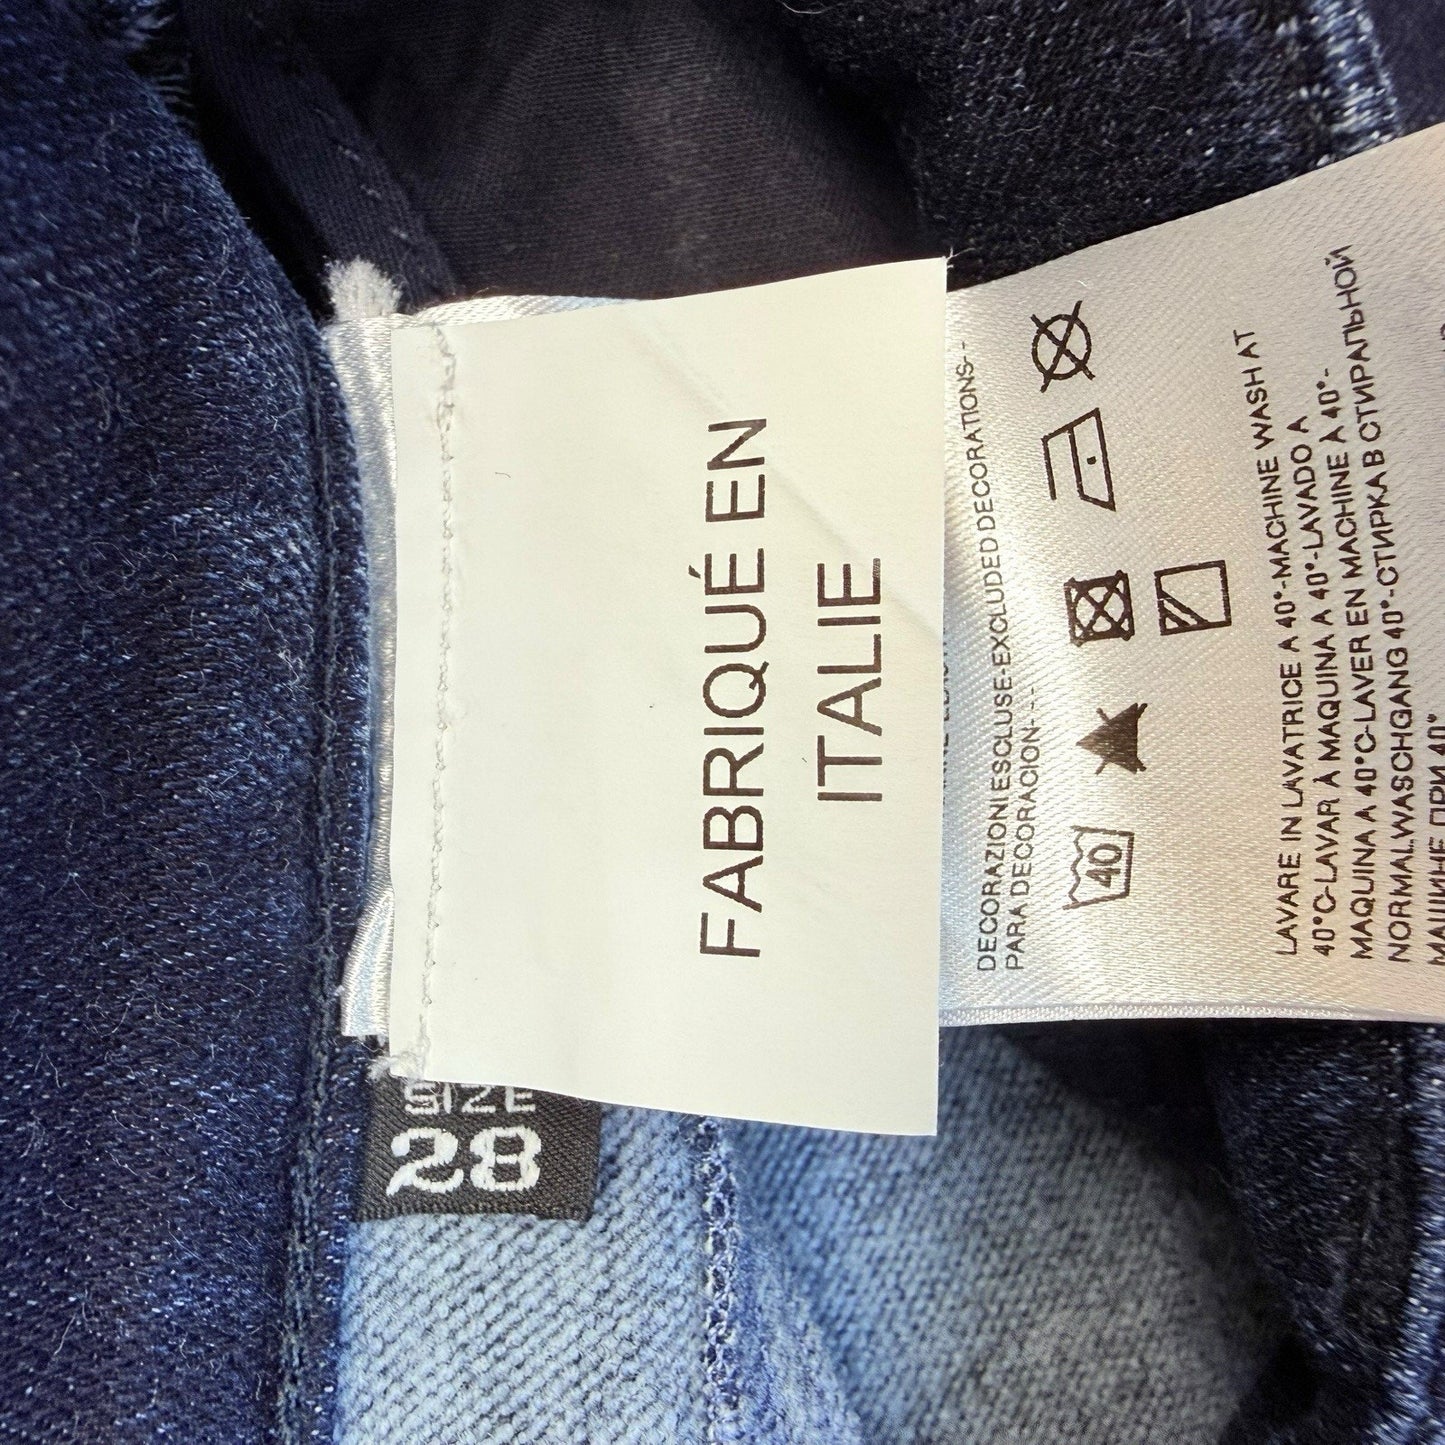 FABRIQUÉ EN
ITALIE
SIZE
28
DECORAZIONI ESCLUSE-EXCLUDED DECORATIONS--
PARA DECORACION---
40
LAVARE IN LAVATRICE A 40°-MACHINE WASH AT
40°C-LAVAR À MAQUINA A 40°-LAVADO A
MAQUINA A 40°C-LAVER EN MACHINE À 40°-
NORMALWASCHGANG 40°-СТИРКА В СТИРАЛЬНОЙ
МАШИНЕ ПРИ 40°